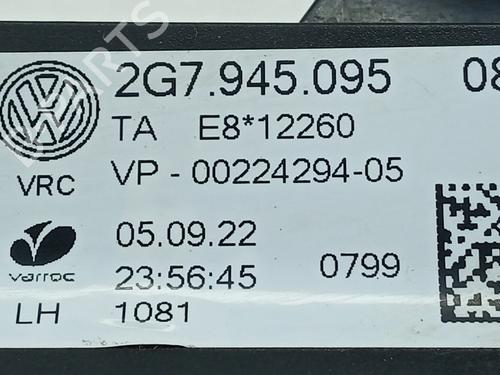 2G7.945.095 08
TA E8*12260
VRC VP - 00224294-05
05.09.22
varroc 23:56:45 0799
LH 1081